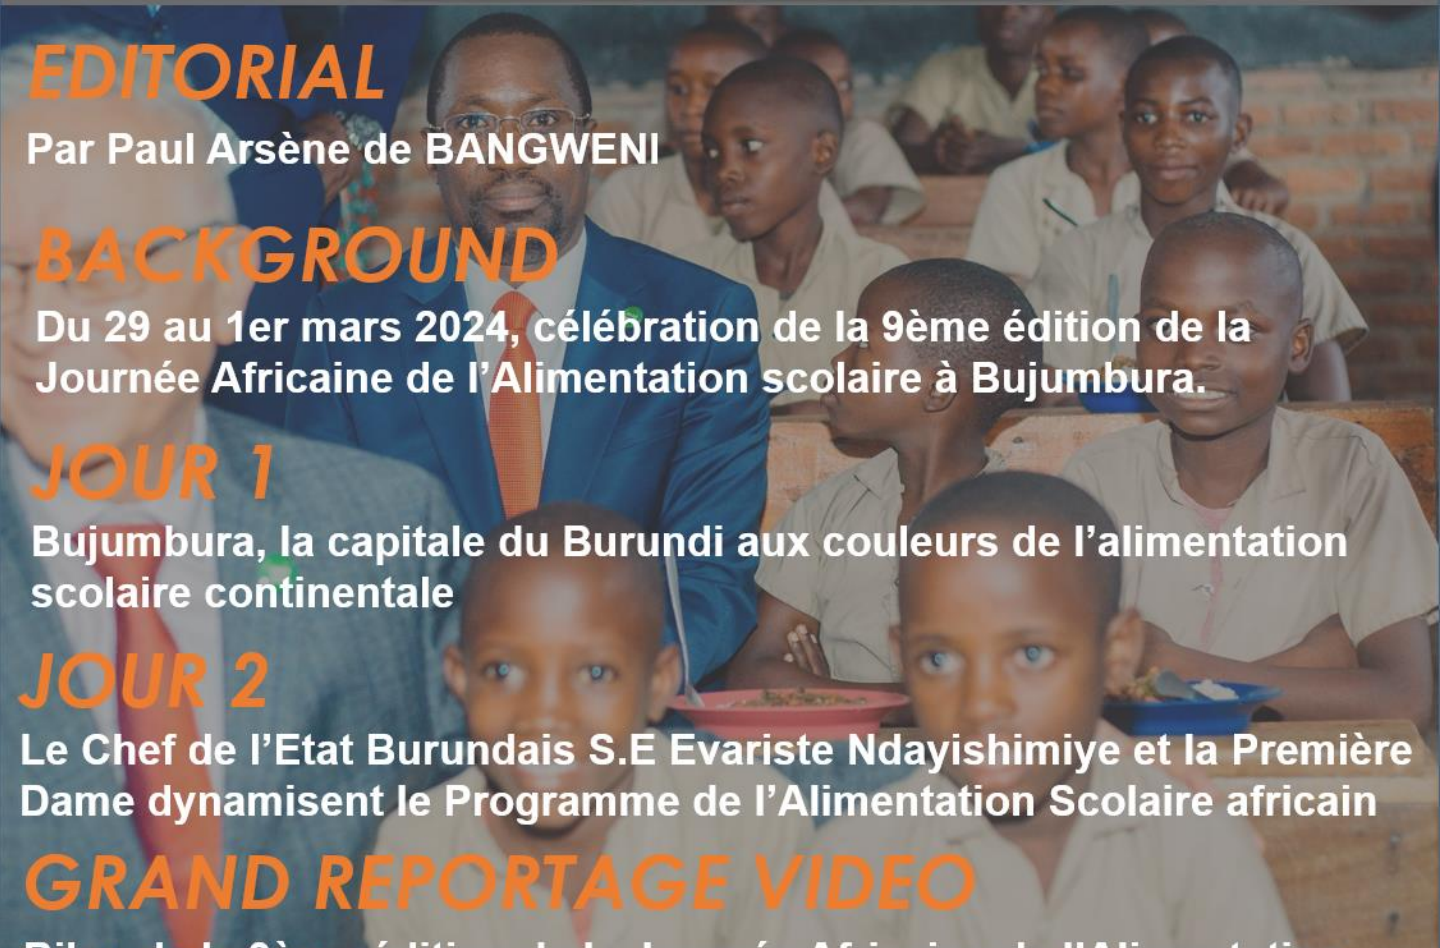 EDITORIAL
Par Paul Arsène de BANGWENI
BACKGROUND
Du 29 au 1er mars 2024, célébration de la 9ème édition de la
Journée Africaine de l’Alimentation scolaire à Bujumbura.
JOUR 1
Bujumbura, la capitale du Burundi aux couleurs de l’alimentation
scolaire continentale
JOUR 2
Le Chef de l’Etat Burundais S.E Evariste Ndayishimiye et la Première
Dame dynamisent le Programme de l’Alimentation Scolaire africain
GRAND REPORTAGE VIDEO